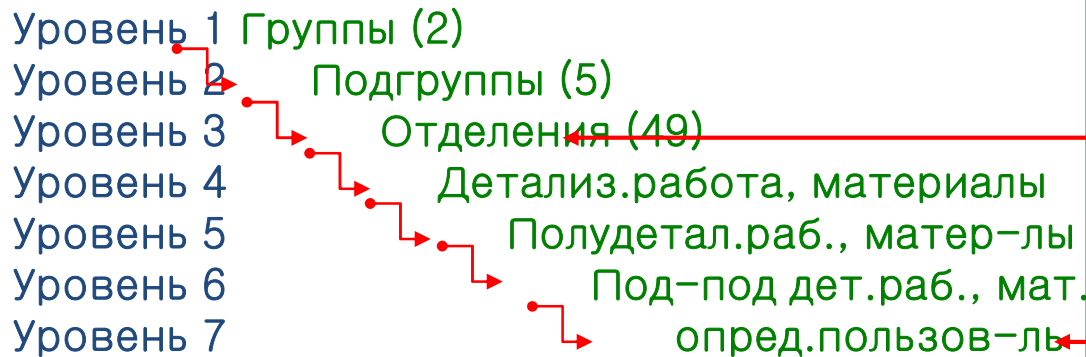 Уровень 1 Группы (2)
Уровень 2 Подгруппы (5)
Уровень 3 Отделения (49)
Уровень 4 Детализ.работа, материалы
Уровень 5 Полудетал.раб., матер-лы
Уровень 6 Под-под дет.раб., мат.
Уровень 7 опред.пользов-ль